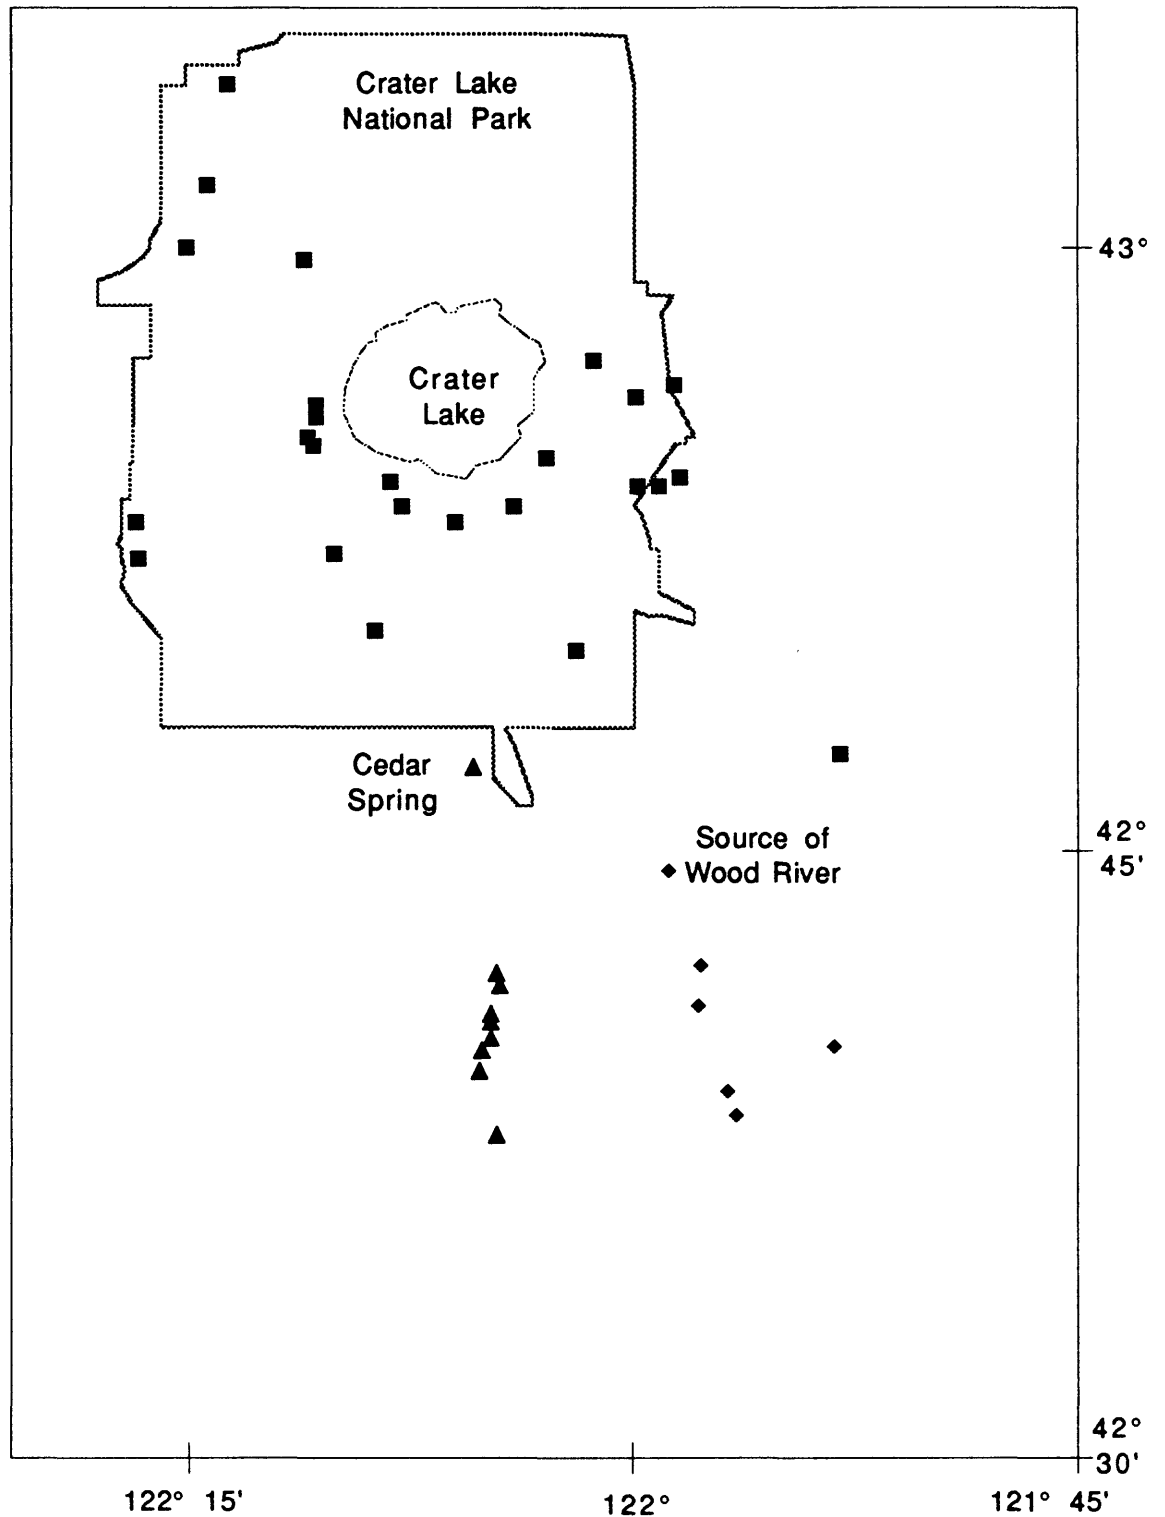 Crater Lake
National Park
43°
Crater
Lake
Cedar
Spring
Source of
Wood River
42°
45'
42°
30'
122° 15'
122°
121° 45'